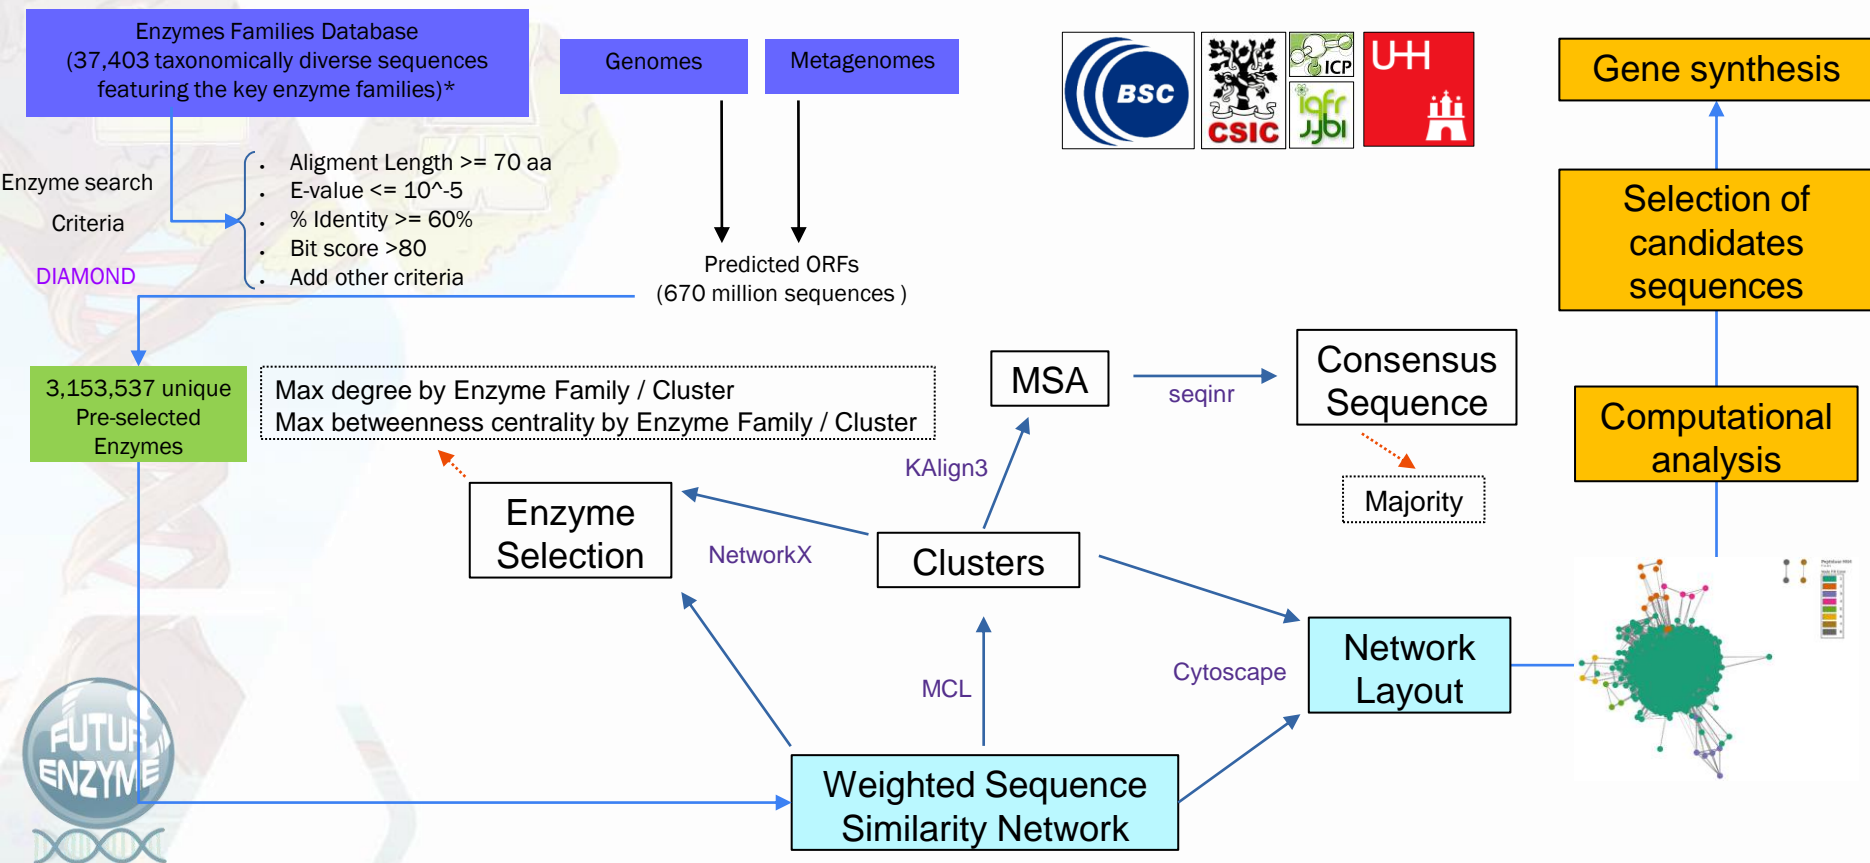 Enzymes Families Database
(37,403 taxonomically diverse sequences
featuring the key enzyme families)*
Genomes
Metagenomes
BSC
CSIC
ICP
UHH
Gene synthesis
Enzyme search
Criteria
DIAMOND
. Aligment Length >= 70 aa
. E-value <= 10^-5
. % Identity >= 60%
. Bit score >80
. Add other criteria
Predicted ORFs
(670 million sequences )
Selection of
candidates
sequences
3,153,537 unique
Pre-selected
Enzymes
Max degree by Enzyme Family / Cluster
Max betweenness centrality by Enzyme Family / Cluster
MSA
seqinr
Consensus
Sequence
Computational
analysis
KAlign3
Majority
Enzyme
Selection
NetworkX
Clusters
MCL
Cytoscape
Network
Layout
FUTUR
ENZYME
Weighted Sequence
Similarity Network